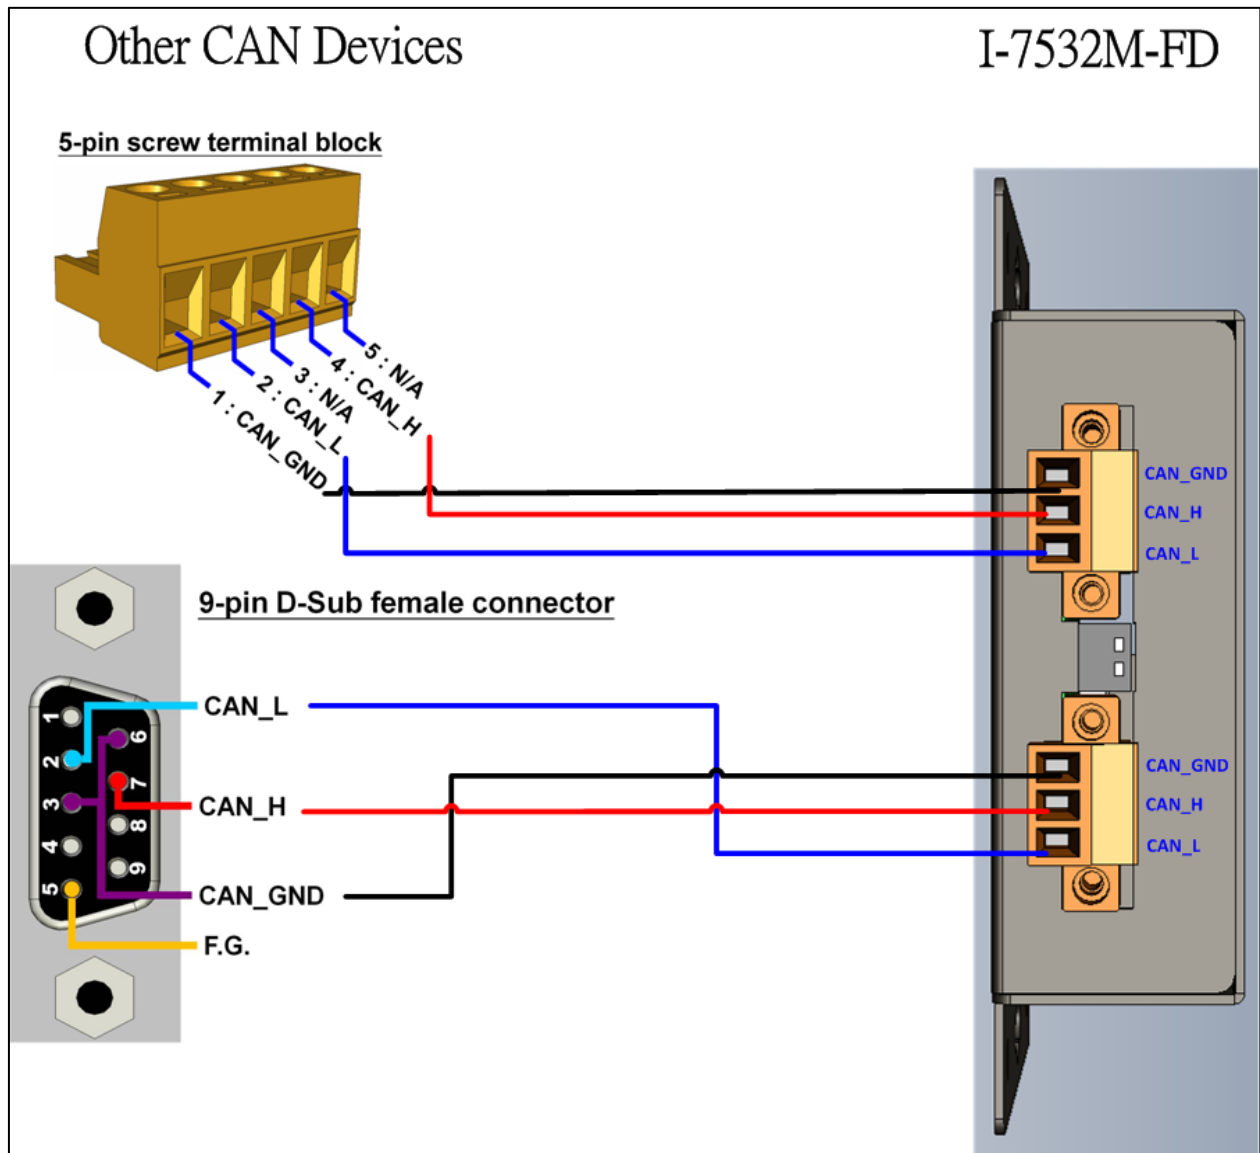 Other CAN Devices
I-7532M-FD
5-pin screw terminal block
1 : CAN_GND
2 : CAN_L
3 : N/A
4 : CAN_H
5 : N/A
CAN_GND
CAN_H
CAN_L
9-pin D-Sub female connector
1
2
3
4
5
6
7
8
9
CAN_L
CAN_H
CAN_GND
F.G.
CAN_GND
CAN_H
CAN_L